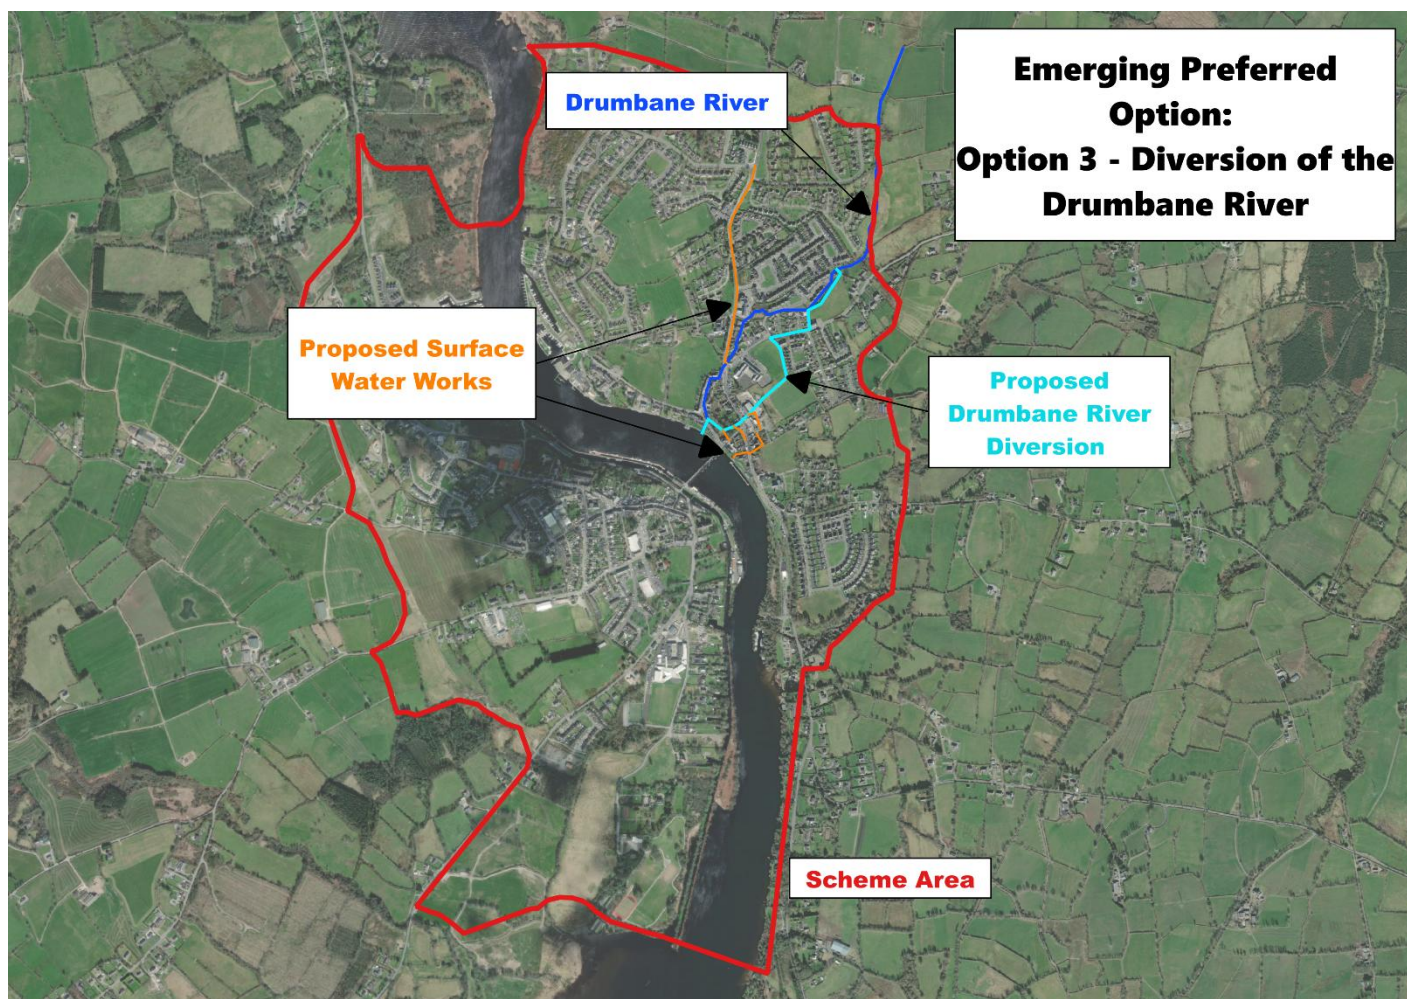 Emerging Preferred
Option:
Option 3 - Diversion of the
Drumbane River
Drumbane River
Proposed Surface
Water Works
Proposed
Drumbane River
Diversion
Scheme Area